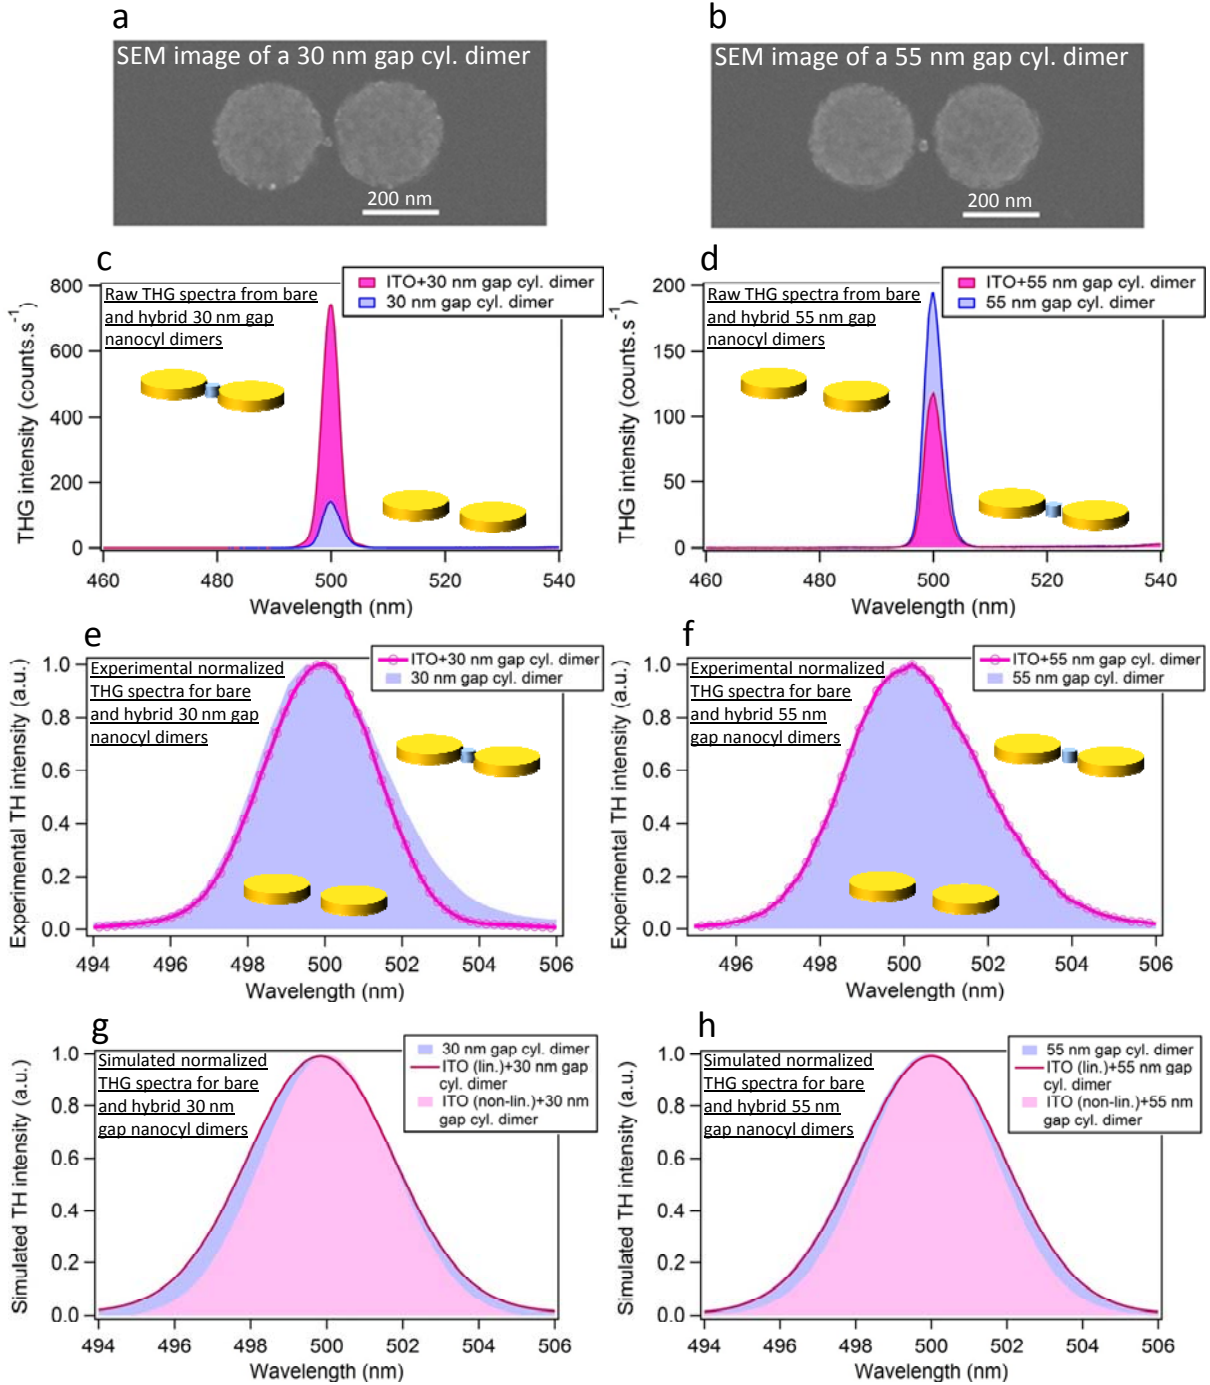 a
SEM image of a 30 nm gap cyl. dimer
200 nm
b
SEM image of a 55 nm gap cyl. dimer
200 nm
c
ITO+30 nm gap cyl. dimer
30 nm gap cyl. dimer
Raw THG spectra from bare
and hybrid 30 nm gap
nanocyl dimers
THG intensity (counts.s⁻¹)
800
600
400
200
0
460
480
500
520
540
Wavelength (nm)
d
ITO+55 nm gap cyl. dimer
55 nm gap cyl. dimer
Raw THG spectra from bare
and hybrid 55 nm gap
nanocyl dimers
THG intensity (counts.s⁻¹)
200
150
100
50
0
460
480
500
520
540
Wavelength (nm)
e
ITO+30 nm gap cyl. dimer
30 nm gap cyl. dimer
Experimental normalized
THG spectra for bare
and hybrid 30 nm gap
nanocyl dimers
Experimental TH intensity (a.u.)
1.0
0.8
0.6
0.4
0.2
0.0
494
496
498
500
502
504
506
Wavelength (nm)
f
ITO+55 nm gap cyl. dimer
55 nm gap cyl. dimer
Experimental normalized
THG spectra for bare
and hybrid 55 nm
gap nanocyl dimers
Experimental TH intensity (a.u.)
1.0
0.8
0.6
0.4
0.2
0.0
496
498
500
502
504
506
Wavelength (nm)
g
30 nm gap cyl. dimer
ITO (lin.)+30 nm gap
cyl. dimer
ITO (non-lin.)+30 nm
gap cyl. dimer
Simulated normalized
THG spectra for bare
and hybrid 30 nm
gap nanocyl dimers
Simulated TH intensity (a.u.)
1.0
0.8
0.6
0.4
0.2
0.0
494
496
498
500
502
504
506
Wavelength (nm)
h
55 nm gap cyl. dimer
ITO (lin.)+55 nm gap
cyl. dimer
ITO (non-lin.)+55 nm
gap cyl. dimer
Simulated normalized
THG spectra for bare
and hybrid 55 nm
gap nanocyl dimers
Simulated TH intensity (a.u.)
1.0
0.8
0.6
0.4
0.2
0.0
494
496
498
500
502
504
506
Wavelength (nm)